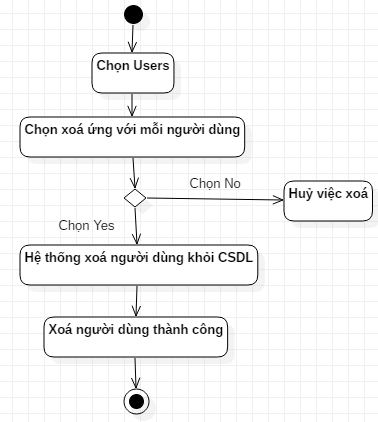 Chọn Users
Chọn xoá ứng với mỗi người dùng
Chọn No
Huỷ việc xoá
Chọn Yes
Hệ thống xoá người dùng khỏi CSDL
Xoá người dùng thành công